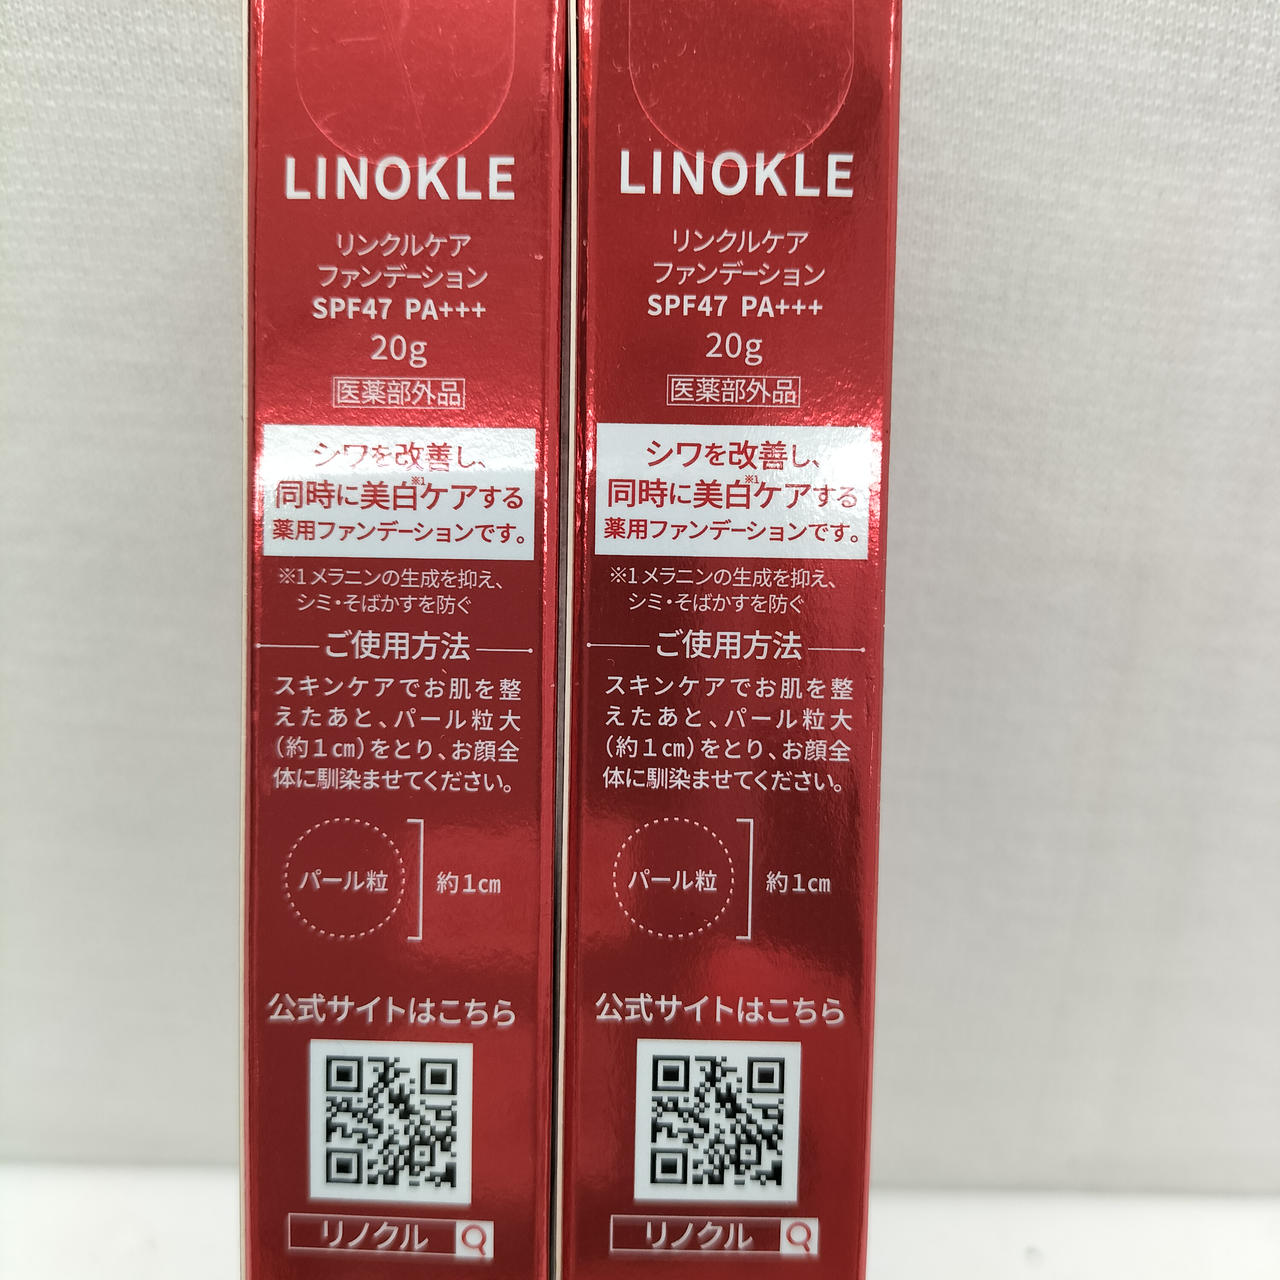 LINOKLE
リンクルケア
ファンデーション
SPF47 PA+++
20g
医薬部外品
シワを改善し、
同時に美白※1ケアする
薬用ファンデーションです。
※1メラニンの生成を抑え、
シミ・そばかすを防ぐ
ご使用方法
スキンケアでお肌を整
えたあと、パール粒大
(約1㎝)をとり、お顔全
体に馴染ませてください。
パール粒
約1㎝
公式サイトはこちら
リノクル
LINOKLE
リンクルケア
ファンデーション
SPF47 PA+++
20g
医薬部外品
シワを改善し、
同時に美白※1ケアする
薬用ファンデーションです。
※1メラニンの生成を抑え、
シミ・そばかすを防ぐ
ご使用方法
スキンケアでお肌を整
えたあと、パール粒大
(約1㎝)をとり、お顔全
体に馴染ませてください。
パール粒
約1㎝
公式サイトはこちら
リノクル